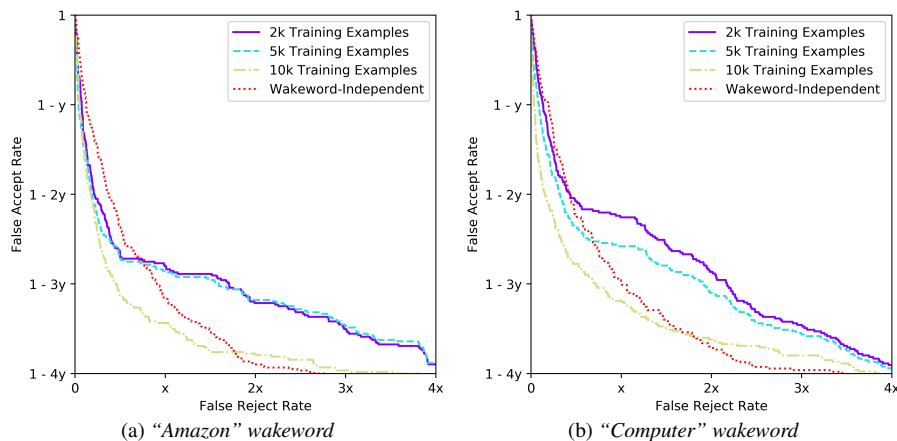 1
1 - y
1 - 2y
1 - 3y
1 - 4y
False Accept Rate
0
x
2x
3x
4x
False Reject Rate
2k Training Examples
5k Training Examples
10k Training Examples
Wakeword-Independent
(a) “Amazon” wakeword
1
1 - y
1 - 2y
1 - 3y
1 - 4y
False Accept Rate
0
x
2x
3x
4x
False Reject Rate
2k Training Examples
5k Training Examples
10k Training Examples
Wakeword-Independent
(b) “Computer” wakeword